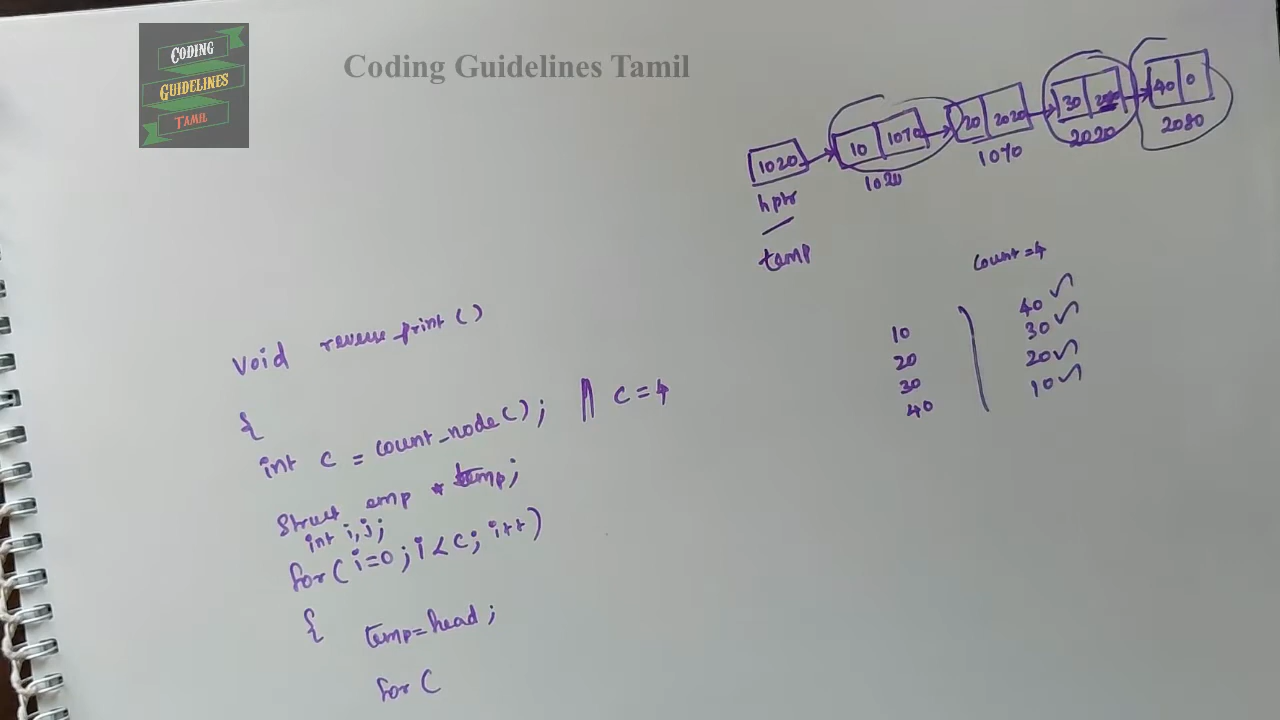 CODING
GUIDELINES
TAMIL
Coding Guidelines Tamil
1020
10 1070
20 2020
30
40 0
hptr
1020
1070
2020
2080
temp
count=4
10
20
30
40
40
30
20
10
void reverse_print()
{
int c = count_node(); // c=4
struct emp * temp;
int i,j;
for(i=0; i<c; i++)
{ temp=head;
for(